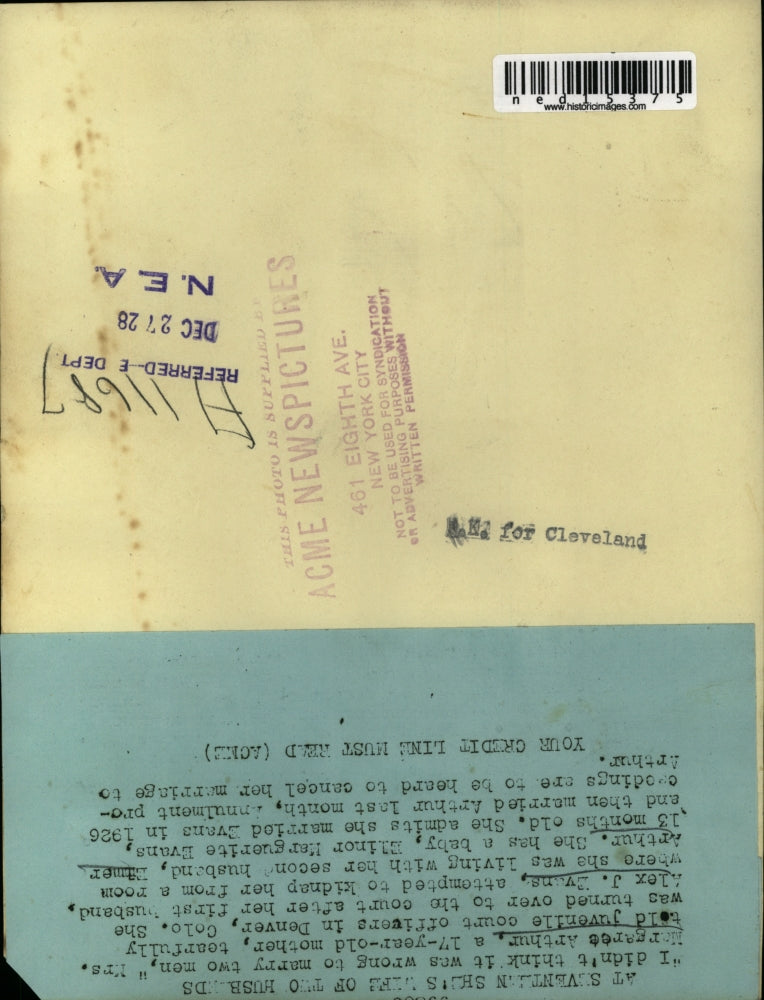 ned15375
www.historicimages.com
N.E.A.
DEC 27 28
REFERRED-E DEPT
A11687
THIS PHOTO IS SUPPLIED BY
ACME NEWSPICTURES
461 EIGHTH AVE.
NEW YORK CITY
NOT TO BE USED FOR SYNDICATION
OR ADVERTISING PURPOSES WITHOUT
WRITTEN PERMISSION
for Cleveland
AT SEVENTEEN SHE'S WIFE OF TWO HUSBANDS
"I didn't think it was wrong to marry two men," Mrs.
Margaret Arthur, a 17-year-old mother, tearfully
told juvenile court officers in Denver, Colo. She
was turned over to the court after her first husband,
Alex J. Evans, attempted to kidnap her from a room
where she was living with her second husband, Elmer
Arthur. She has a baby, Elinor Marguerite Evans,
13 months old. She admits she married Evans in 1926
and then married Arthur last month. Annulment pro-
ceedings are to be heard to cancel her marriage to
Arthur.
YOUR CREDIT LINE MUST READ (ACME)